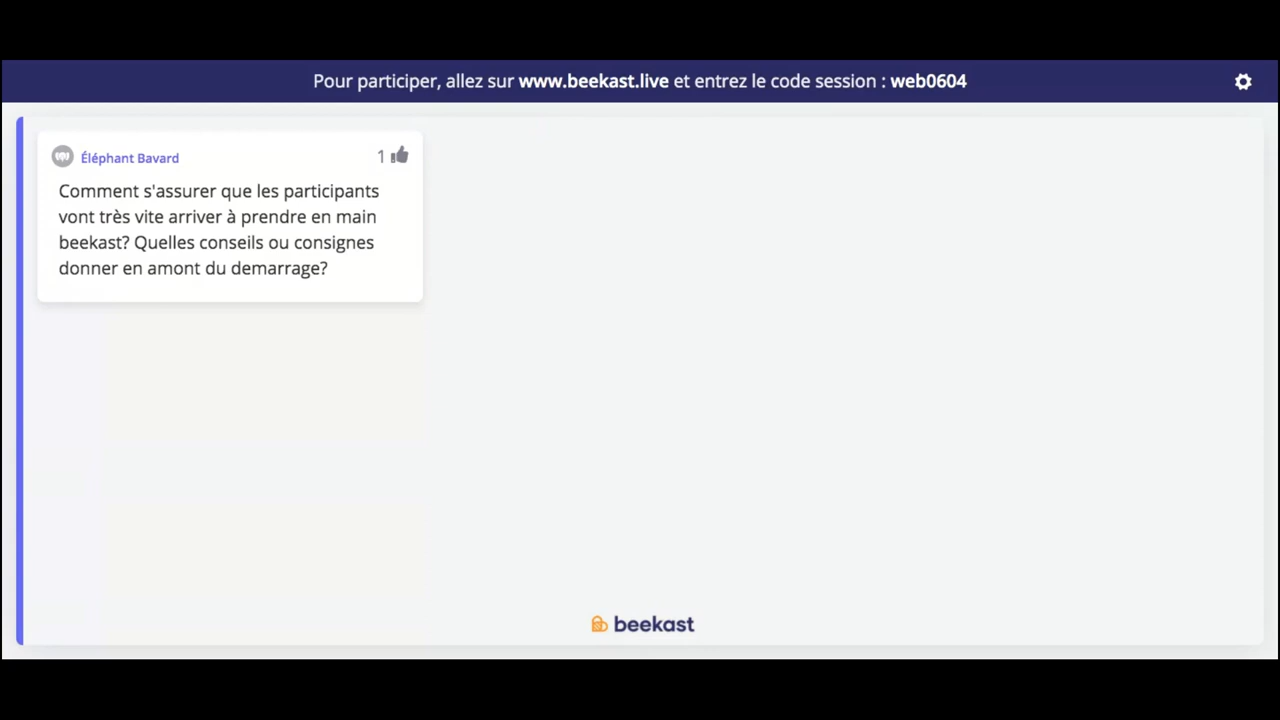 Pour participer, allez sur www.beekast.live et entrez le code session : web0604
Éléphant Bavard
1
Comment s'assurer que les participants
vont très vite arriver à prendre en main
beekast? Quelles conseils ou consignes
donner en amont du demarrage?
beekast